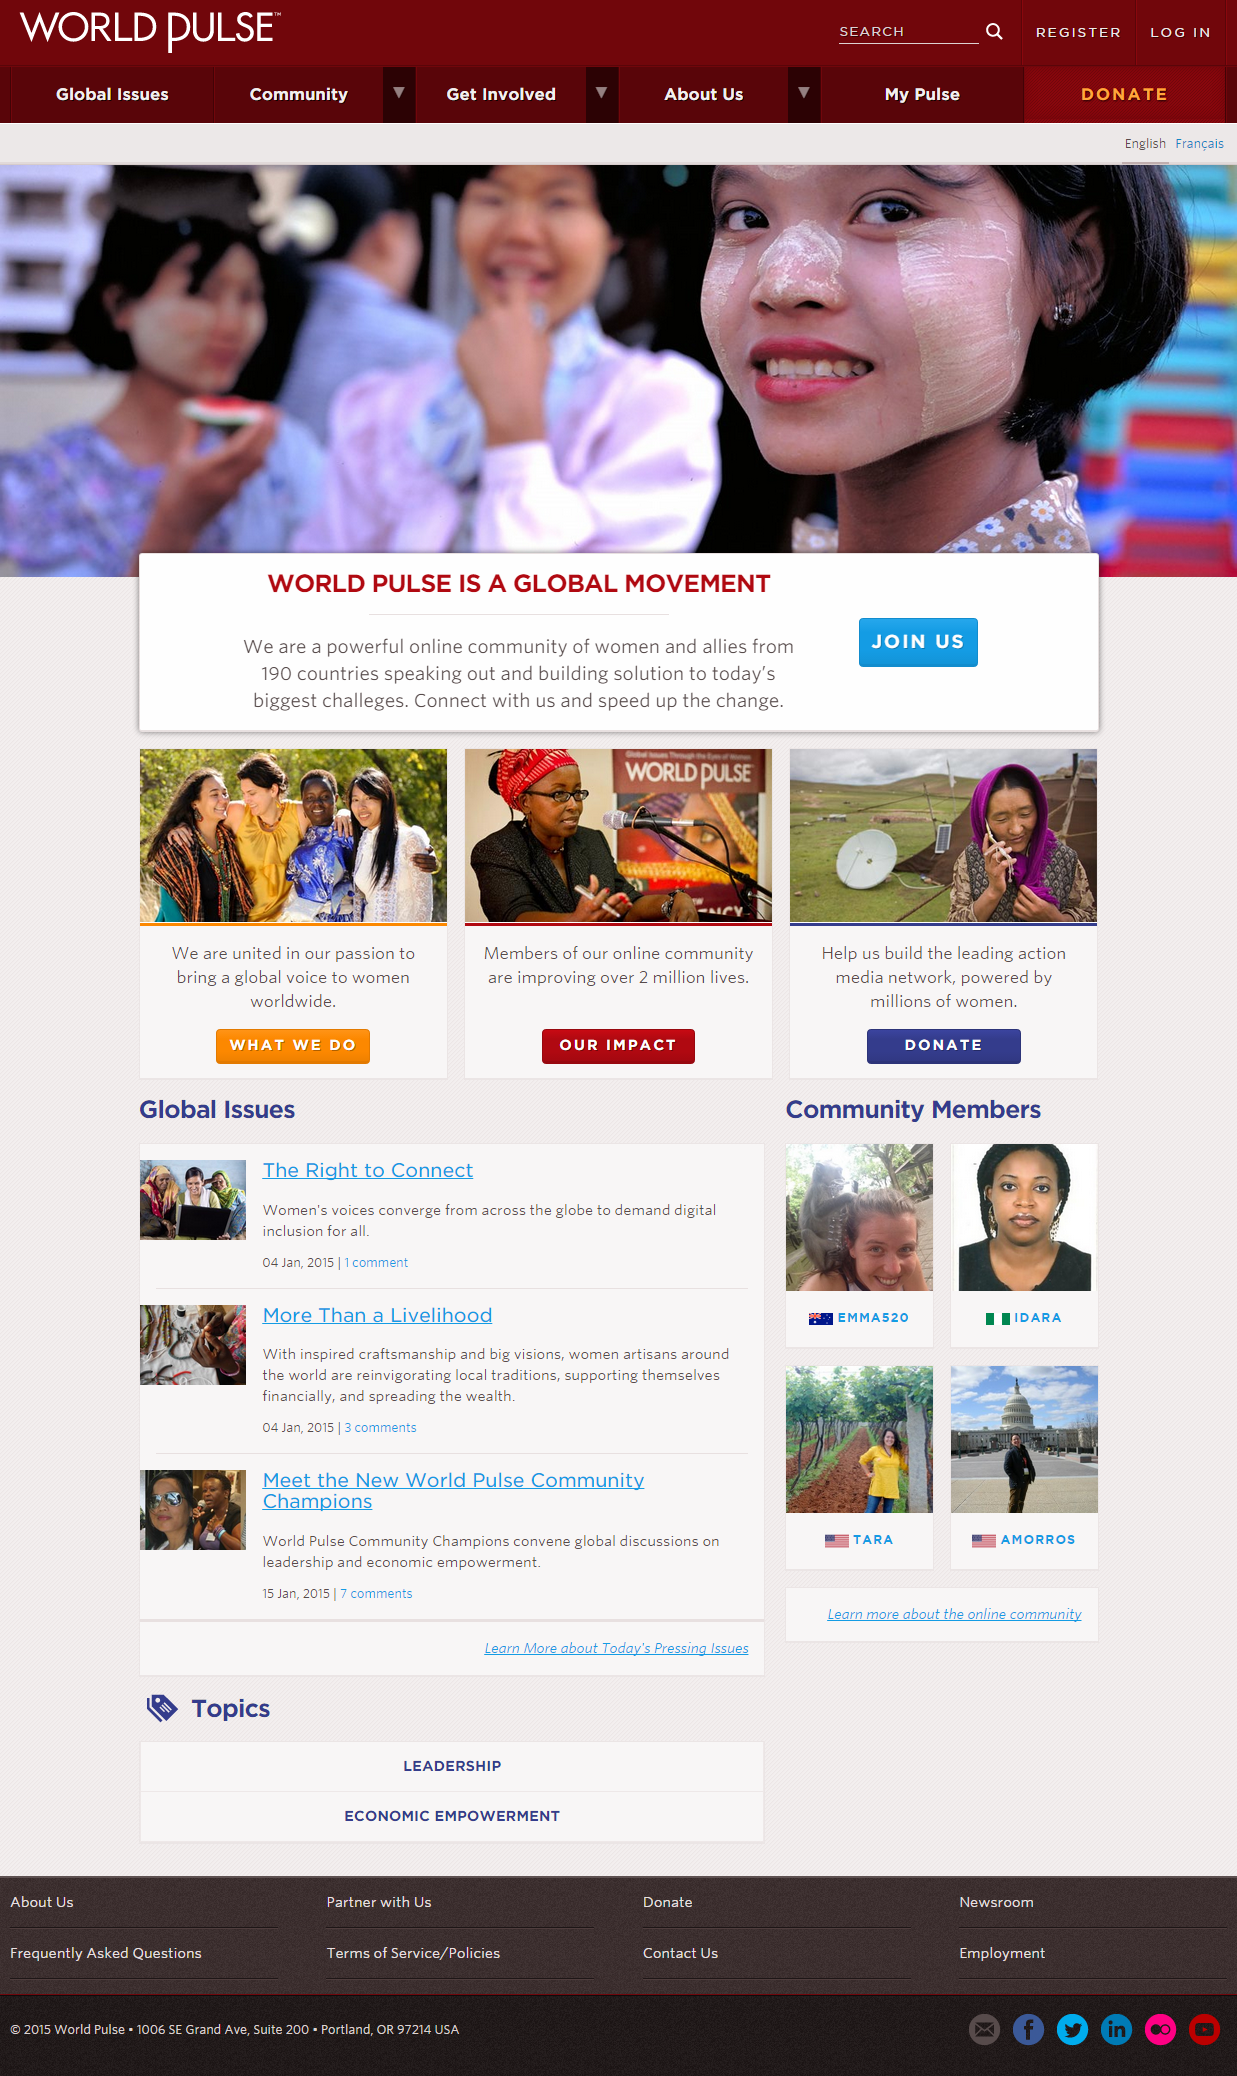 WORLD PULSE™
SEARCH
REGISTER
LOG IN
Global Issues
Community
▼
Get Involved
▼
About Us
▼
My Pulse
DONATE
English
Français
WORLD PULSE IS A GLOBAL MOVEMENT
We are a powerful online community of women and allies from
190 countries speaking out and building solution to today's
biggest challeges. Connect with us and speed up the change.
JOIN US
Global Issues Through the Eyes of Women
WORLD PULSE
We are united in our passion to
bring a global voice to women
worldwide.
WHAT WE DO
Members of our online community
are improving over 2 million lives.
OUR IMPACT
Help us build the leading action
media network, powered by
millions of women.
DONATE
Global Issues
The Right to Connect
Women's voices converge from across the globe to demand digital
inclusion for all.
04 Jan, 2015 | 1 comment
More Than a Livelihood
With inspired craftsmanship and big visions, women artisans around
the world are reinvigorating local traditions, supporting themselves
financially, and spreading the wealth.
04 Jan, 2015 | 3 comments
Meet the New World Pulse Community
Champions
World Pulse Community Champions convene global discussions on
leadership and economic empowerment.
15 Jan, 2015 | 7 comments
Learn More about Today's Pressing Issues
Community Members
EMMA520
IDARA
TARA
AMORROS
Learn more about the online community
Topics
LEADERSHIP
ECONOMIC EMPOWERMENT
About Us
Partner with Us
Donate
Newsroom
Frequently Asked Questions
Terms of Service/Policies
Contact Us
Employment
© 2015 World Pulse • 1006 SE Grand Ave, Suite 200 • Portland, OR 97214 USA